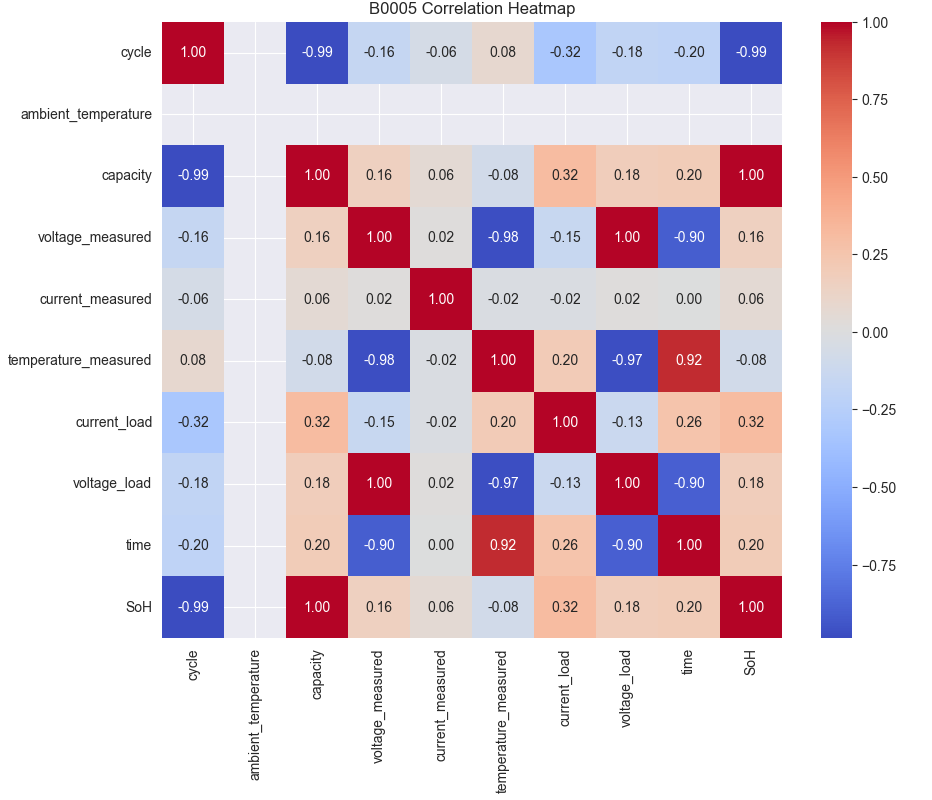 B0005 Correlation Heatmap
cycle 1.00 -0.99 -0.16 -0.06 0.08 -0.32 -0.18 -0.20 -0.99
ambient_temperature
capacity -0.99 1.00 0.16 0.06 -0.08 0.32 0.18 0.20 1.00
voltage_measured -0.16 0.16 1.00 0.02 -0.98 -0.15 1.00 -0.90 0.16
current_measured -0.06 0.06 0.02 1.00 -0.02 -0.02 0.02 0.00 0.06
temperature_measured 0.08 -0.08 -0.98 -0.02 1.00 0.20 -0.97 0.92 -0.08
current_load -0.32 0.32 -0.15 -0.02 0.20 1.00 -0.13 0.26 0.32
voltage_load -0.18 0.18 1.00 0.02 -0.97 -0.13 1.00 -0.90 0.18
time -0.20 0.20 -0.90 0.00 0.92 0.26 -0.90 1.00 0.20
SoH -0.99 1.00 0.16 0.06 -0.08 0.32 0.18 0.20 1.00
cycle
ambient_temperature
capacity
voltage_measured
current_measured
temperature_measured
current_load
voltage_load
time
SoH
1.00
0.75
0.50
0.25
0.00
−0.25
−0.50
−0.75